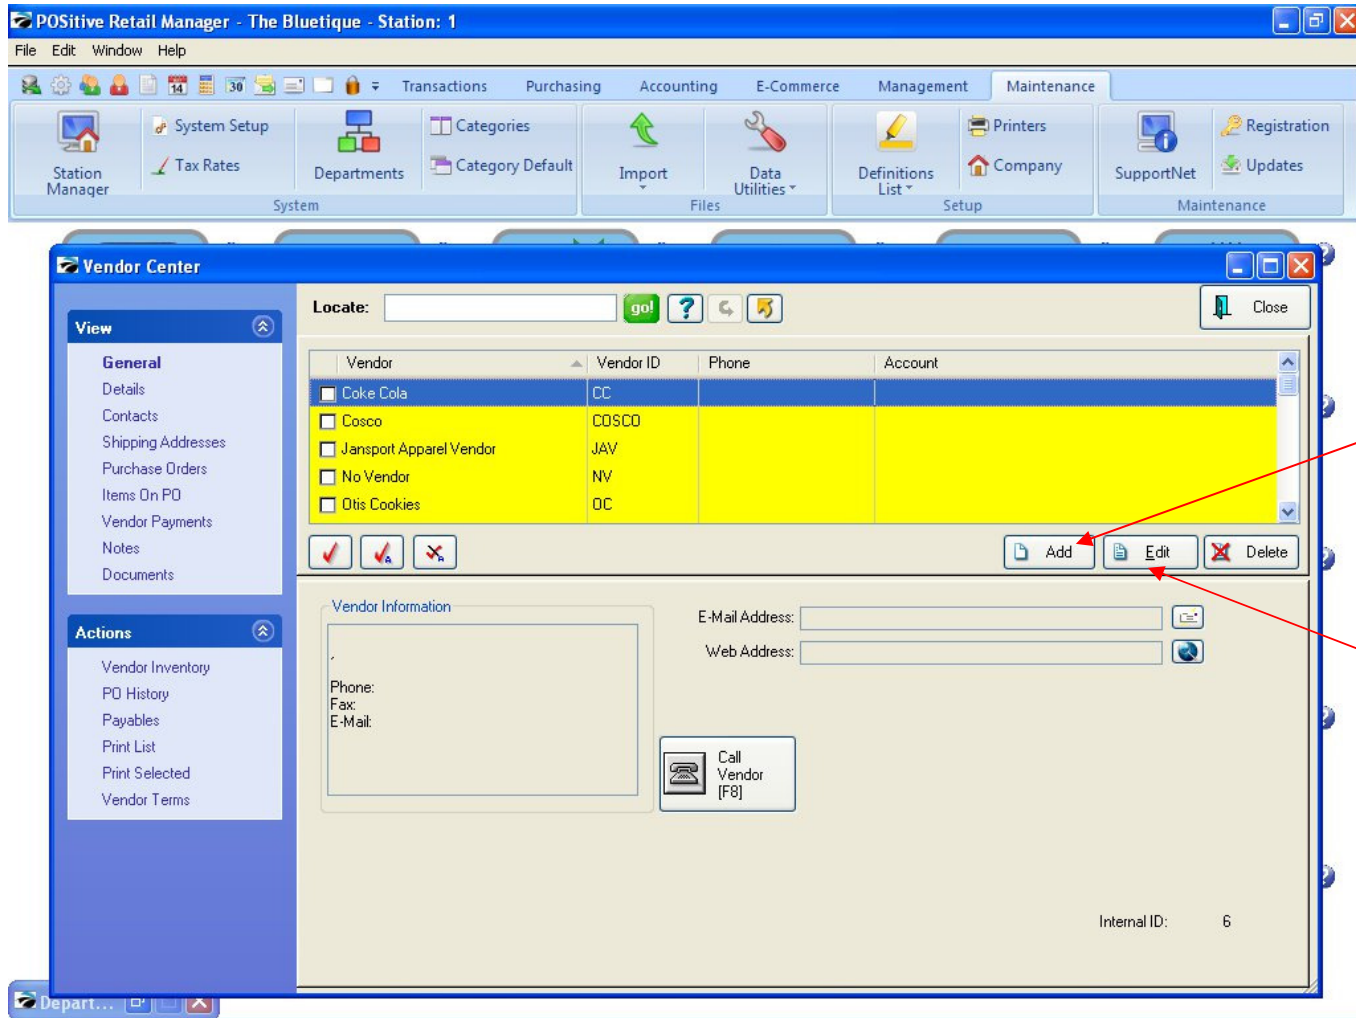 POSitive Retail Manager - The Bluetique - Station: 1
File Edit Window Help
14 30 Transactions Purchasing Accounting E-Commerce Management Maintenance
Station Manager
System Setup
Tax Rates
Departments
Categories
Category Default
System
Import
Data Utilities
Files
Definitions List
Printers
Company
Setup
SupportNet
Registration
Updates
Maintenance
Vendor Center
View
General
Details
Contacts
Shipping Addresses
Purchase Orders
Items On PO
Vendor Payments
Notes
Documents
Actions
Vendor Inventory
PO History
Payables
Print List
Print Selected
Vendor Terms
Locate: go! ? Close
Vendor Vendor ID Phone Account
Coke Cola CC
Cosco COSCO
Jansport Apparel Vendor JAV
No Vendor NV
Otis Cookies OC
Add Edit Delete
Vendor Information
,
Phone:
Fax:
E-Mail:
E-Mail Address:
Web Address:
Call
Vendor
[F8]
Internal ID: 6
Depart...